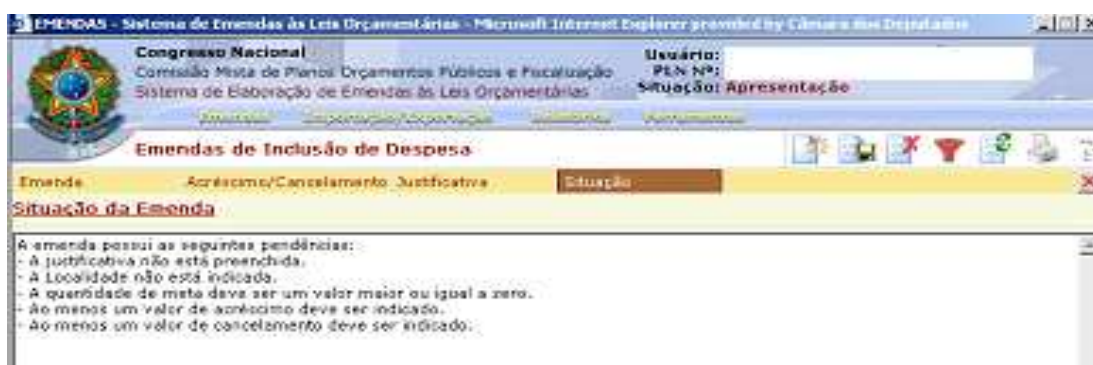 EMENDAS - Sistema de Emendas às Leis Orçamentárias - Microsoft Internet Explorer provided by Câmara dos Deputados
Congresso Nacional
Comissão Mista de Planos Orçamentos Públicos e Fiscalização
Sistema de Elaboração de Emendas às Leis Orçamentárias
Usuário:
PLN Nº:
Situação: Apresentação
Emendas Importação/Exportação
Emendas de Inclusão de Despesa
Emenda Acréscimo/Cancelamento Justificativa Situação
Situação da Emenda
A emenda possui as seguintes pendências:
- A justificativa não está preenchida.
- A Localidade não está indicada.
- A quantidade de meta deve ser um valor maior ou igual a zero.
- Ao menos um valor de acréscimo deve ser indicado.
- Ao menos um valor de cancelamento deve ser indicado.